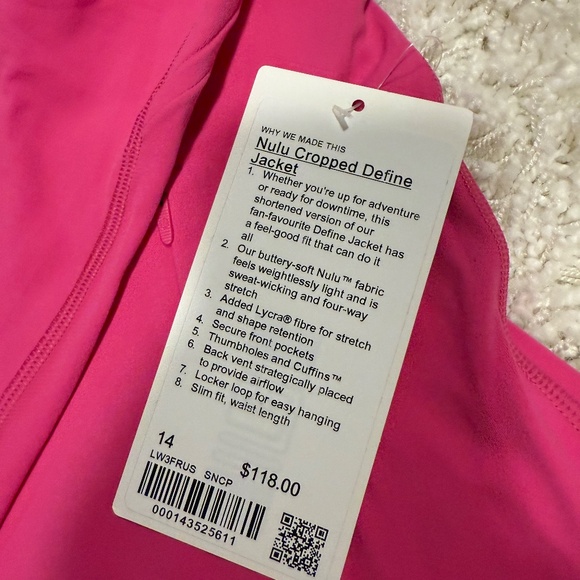 WHY WE MADE THIS
Nulu Cropped Define
Jacket
1. Whether you're up for adventure
or ready for downtime, this
shortened version of our
fan-favourite Define Jacket has
a feel-good fit that can do it
all
2. Our buttery-soft Nulu™ fabric
feels weightlessly light and is
sweat-wicking and four-way
stretch
3. Added Lycra® fibre for stretch
and shape retention
4. Secure front pockets
5. Thumbholes and Cuffins™
6. Back vent strategically placed
to provide airflow
7. Locker loop for easy hanging
8. Slim fit, waist length
14
LW3FRUS SNCP
$118.00
000143525611